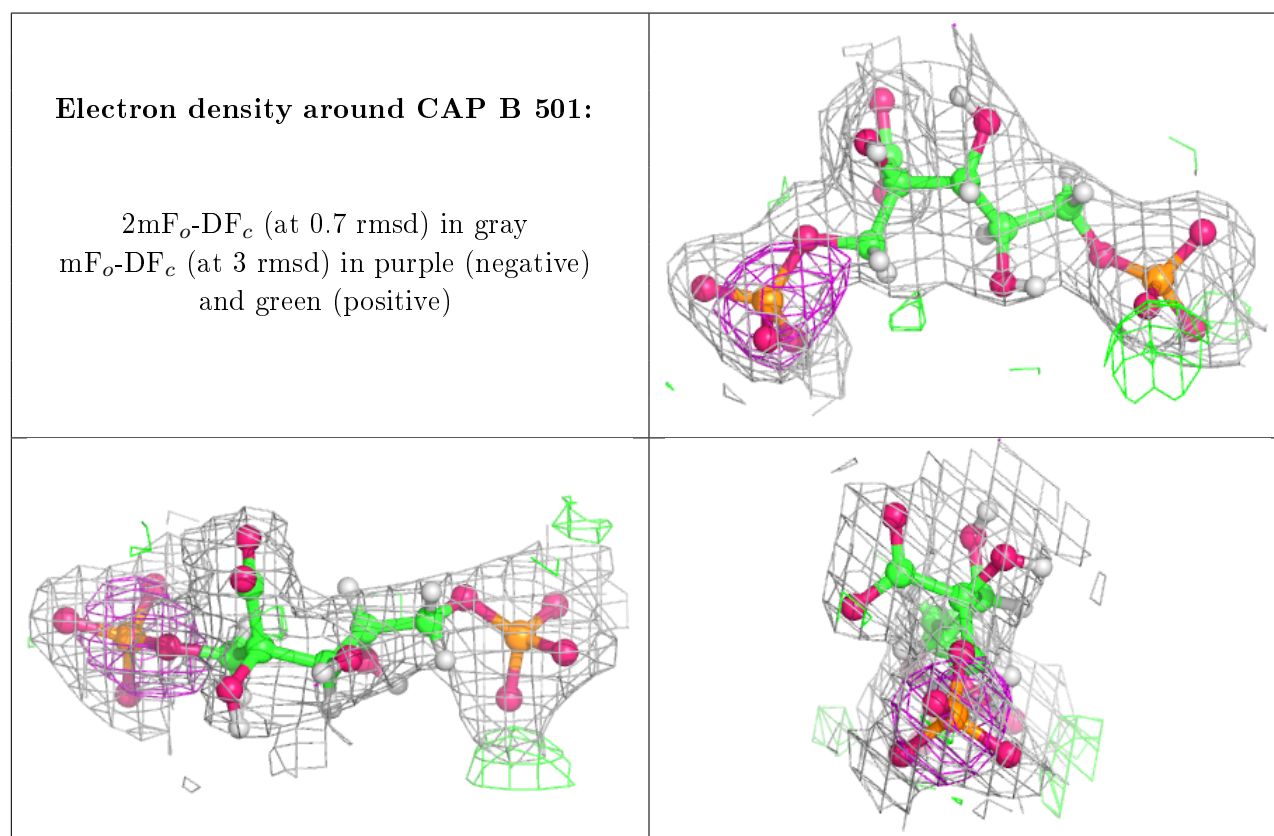 Electron density around CAP B 501:
2mFₒ-DF𝒸 (at 0.7 rmsd) in gray
mFₒ-DF𝒸 (at 3 rmsd) in purple (negative)
and green (positive)